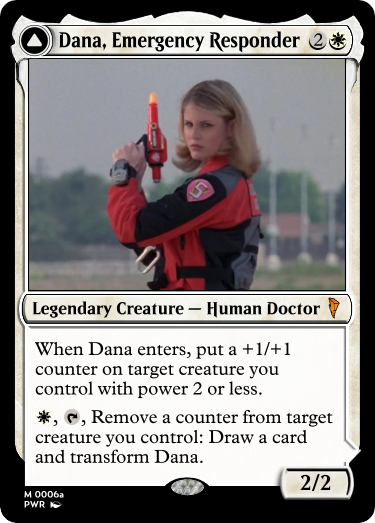 Dana, Emergency Responder 2
Legendary Creature — Human Doctor
When Dana enters, put a +1/+1
counter on target creature you
control with power 2 or less.
, , Remove a counter from target
creature you control: Draw a card
and transform Dana.
2/2
M 0006a
PWR